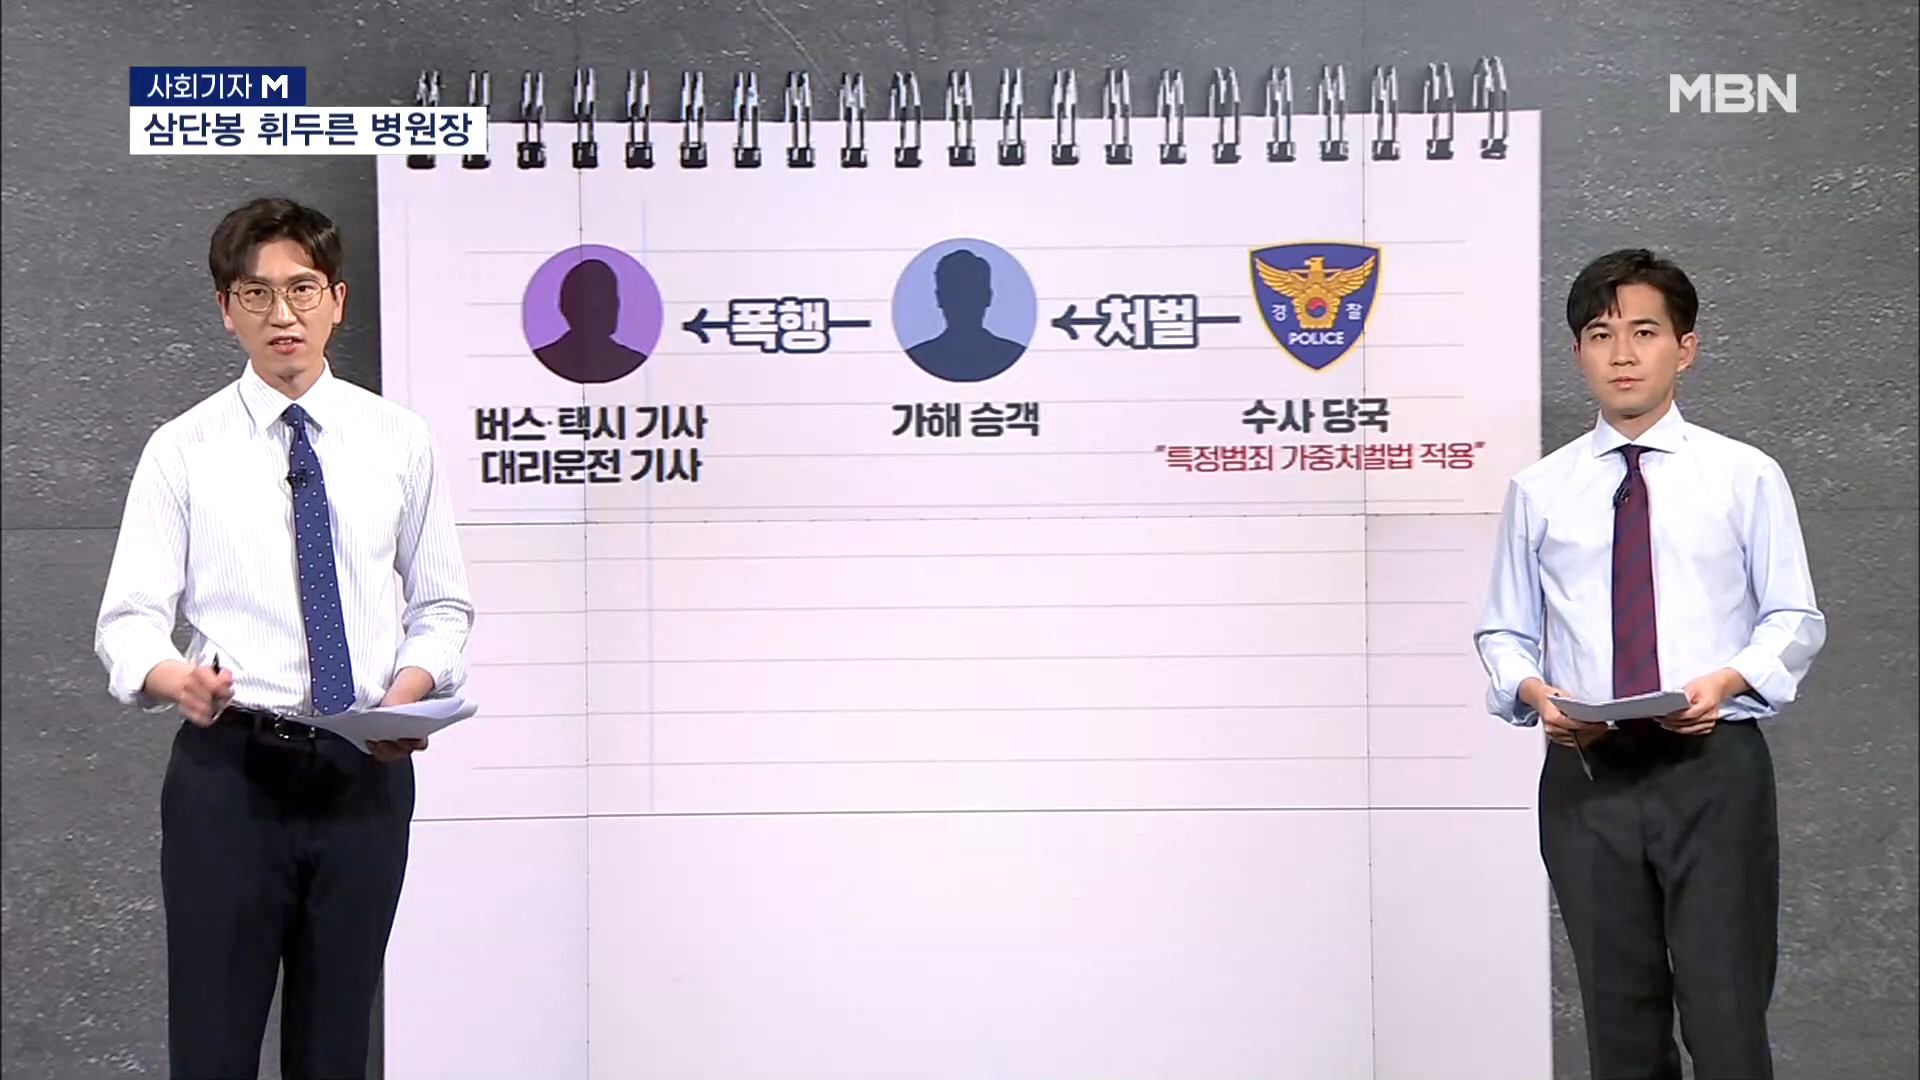 사회기자 M
삼단봉 휘두른 병원장
MBN
폭행
처벌
경 찰
POLICE
버스·택시 기사
대리운전 기사
가해 승객
수사 당국
"특정범죄 가중처벌법 적용"